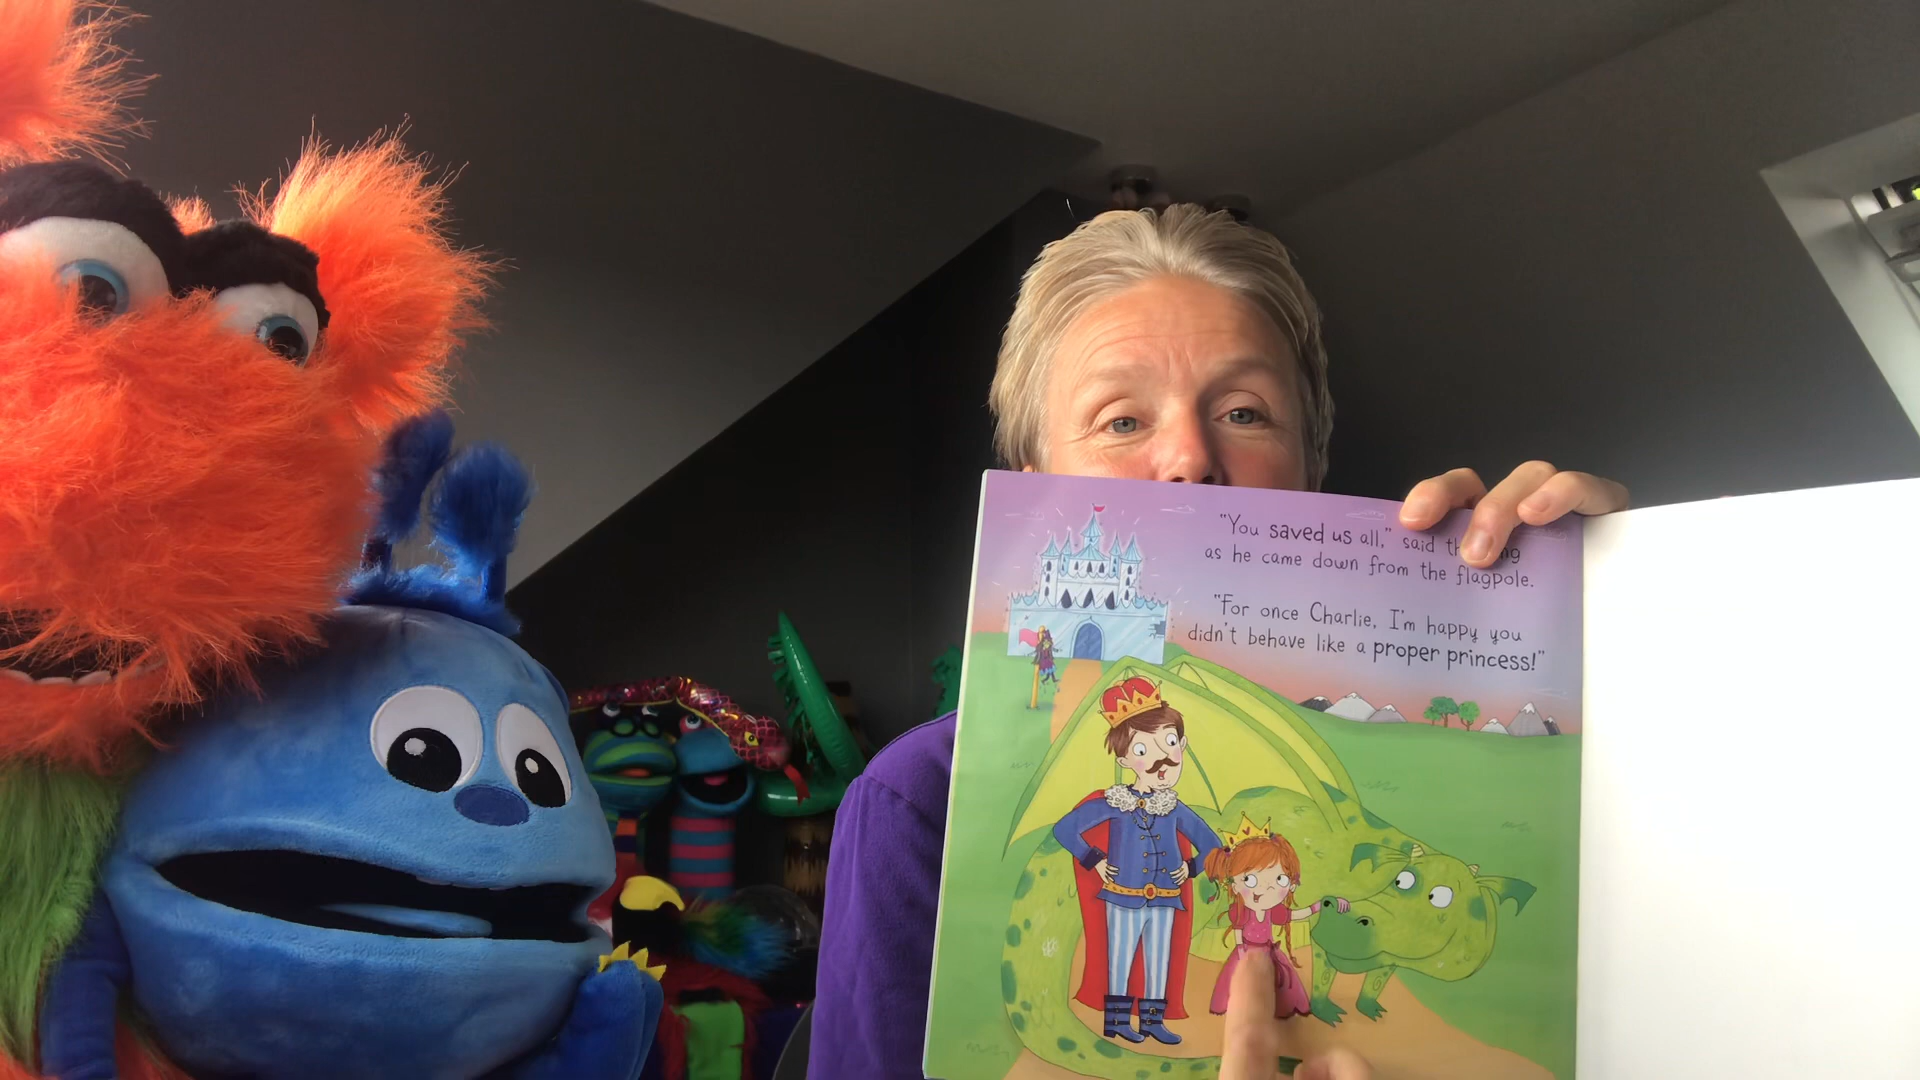 "You saved us all," said
as he came down from the flagpole.
"For once Charlie, I'm happy you
didn't behave like a proper princess!"